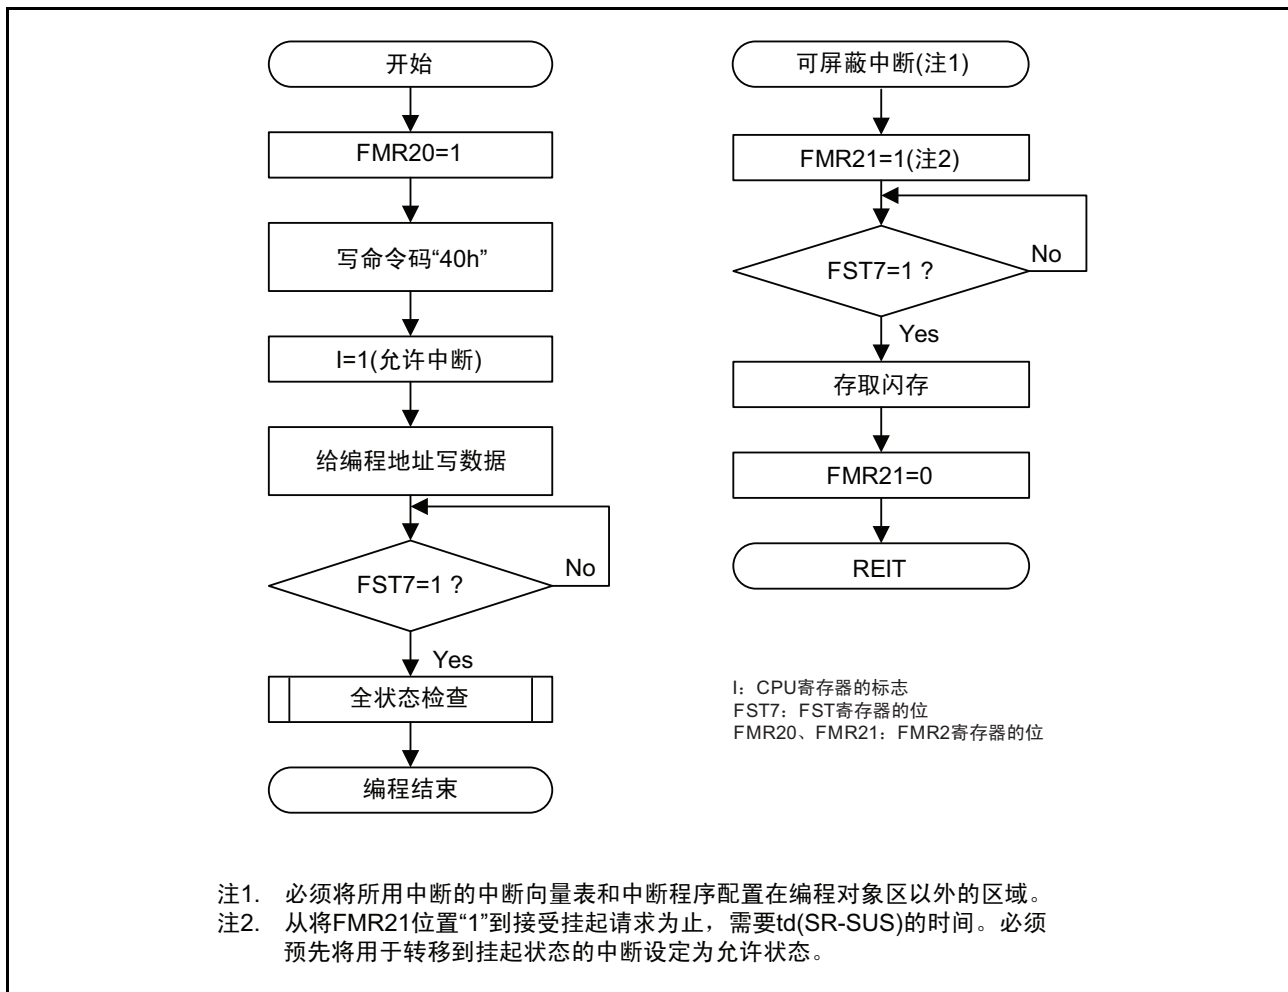 开始
FMR20=1
写命令码“40h”
I=1(允许中断)
给编程地址写数据
FST7=1 ?
No
Yes
全状态检查
编程结束
可屏蔽中断(注1)
FMR21=1(注2)
FST7=1 ?
No
Yes
存取闪存
FMR21=0
REIT
I：CPU寄存器的标志
FST7：FST寄存器的位
FMR20、FMR21：FMR2寄存器的位
注1. 必须将所用中断的中断向量表和中断程序配置在编程对象区以外的区域。
注2. 从将FMR21位置“1”到接受挂起请求为止，需要td(SR-SUS)的时间。必须
预先将用于转移到挂起状态的中断设定为允许状态。